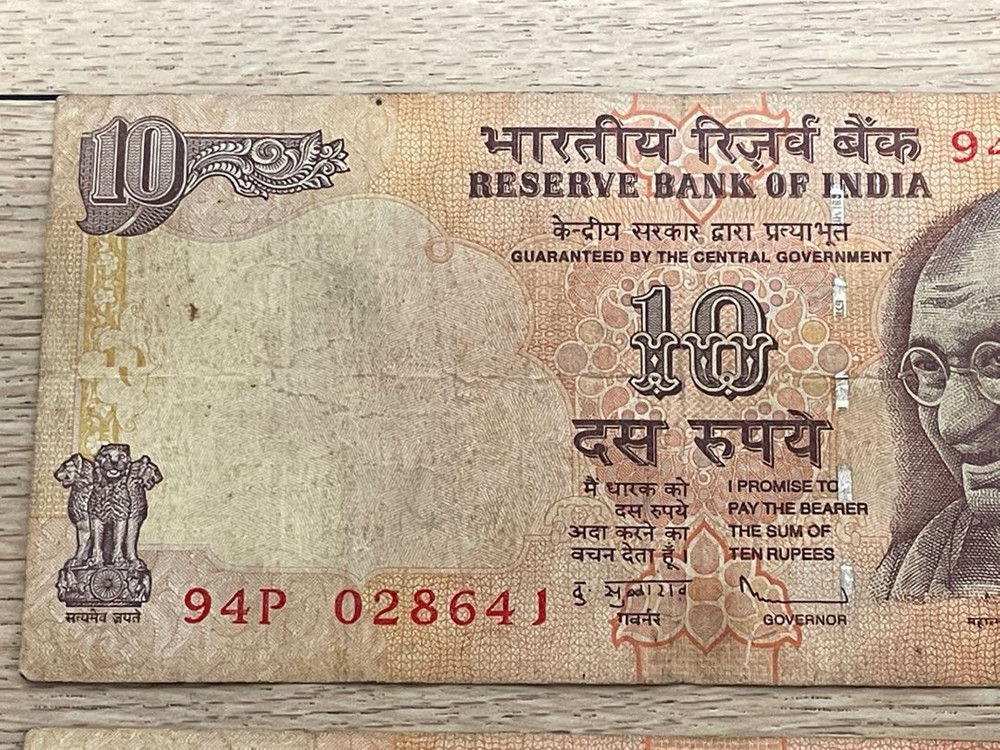 10
भारतीय रिज़र्व बैंक
94
RESERVE BANK OF INDIA
केन्द्रीय सरकार द्वारा प्रत्याभूत
GUARANTEED BY THE CENTRAL GOVERNMENT
10
दस रुपये
मैं धारक को
दस रुपये
अदा करने का
वचन देता हूँ।
I PROMISE TO
PAY THE BEARER
THE SUM OF
TEN RUPEES
गवर्नर
GOVERNOR
सत्यमेव जयते
94P 028641